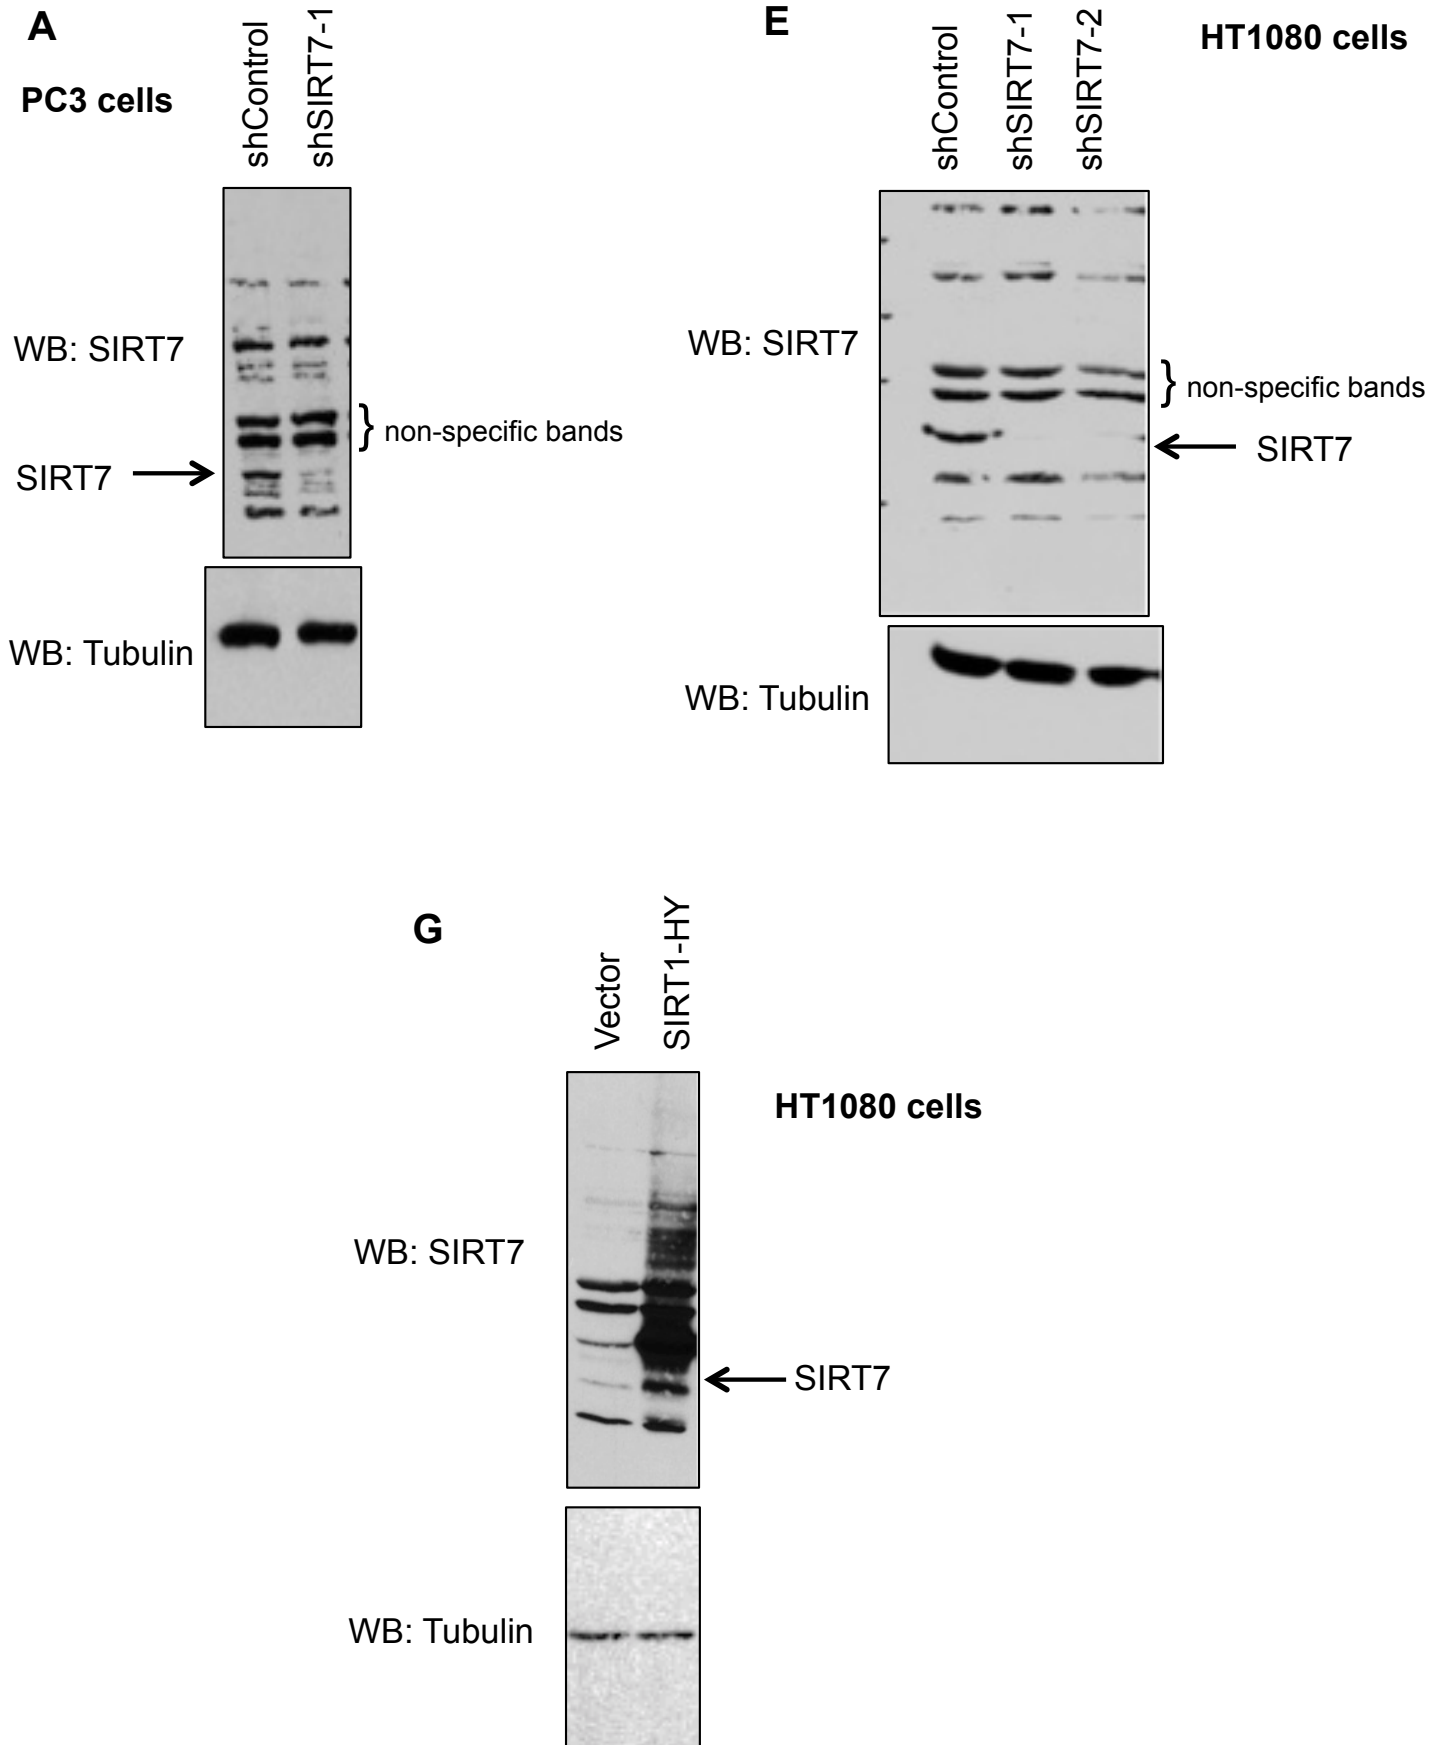 A
PC3 cells
shControl
shSIRT7-1
WB: SIRT7
} non-specific bands
SIRT7
WB: Tubulin
E
HT1080 cells
shControl
shSIRT7-1
shSIRT7-2
WB: SIRT7
} non-specific bands
SIRT7
WB: Tubulin
G
Vector
SIRT1-HY
HT1080 cells
WB: SIRT7
SIRT7
WB: Tubulin